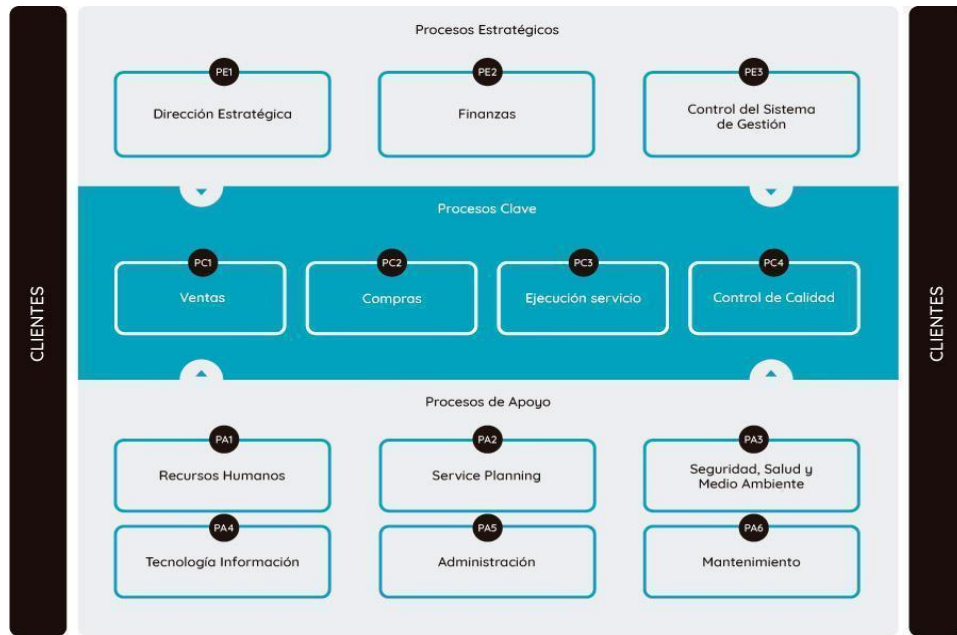 CLIENTES
Procesos Estratégicos
PE1
Dirección Estratégica
PE2
Finanzas
PE3
Control del Sistema
de Gestión
Procesos Clave
PC1
Ventas
PC2
Compras
PC3
Ejecución servicio
PC4
Control de Calidad
Procesos de Apoyo
PA1
Recursos Humanos
PA2
Service Planning
PA3
Seguridad, Salud y
Medio Ambiente
PA4
Tecnología Información
PA5
Administración
PA6
Mantenimiento
CLIENTES